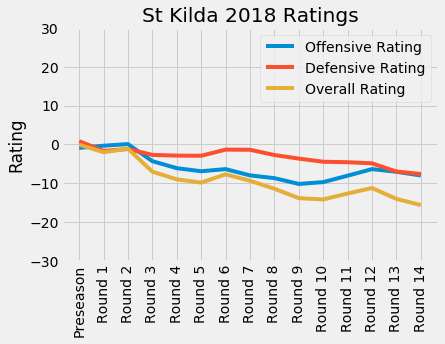 St Kilda 2018 Ratings
Offensive Rating
Defensive Rating
Overall Rating
Rating
30
20
10
0
−10
−20
−30
Preseason
Round 1
Round 2
Round 3
Round 4
Round 5
Round 6
Round 7
Round 8
Round 9
Round 10
Round 11
Round 12
Round 13
Round 14